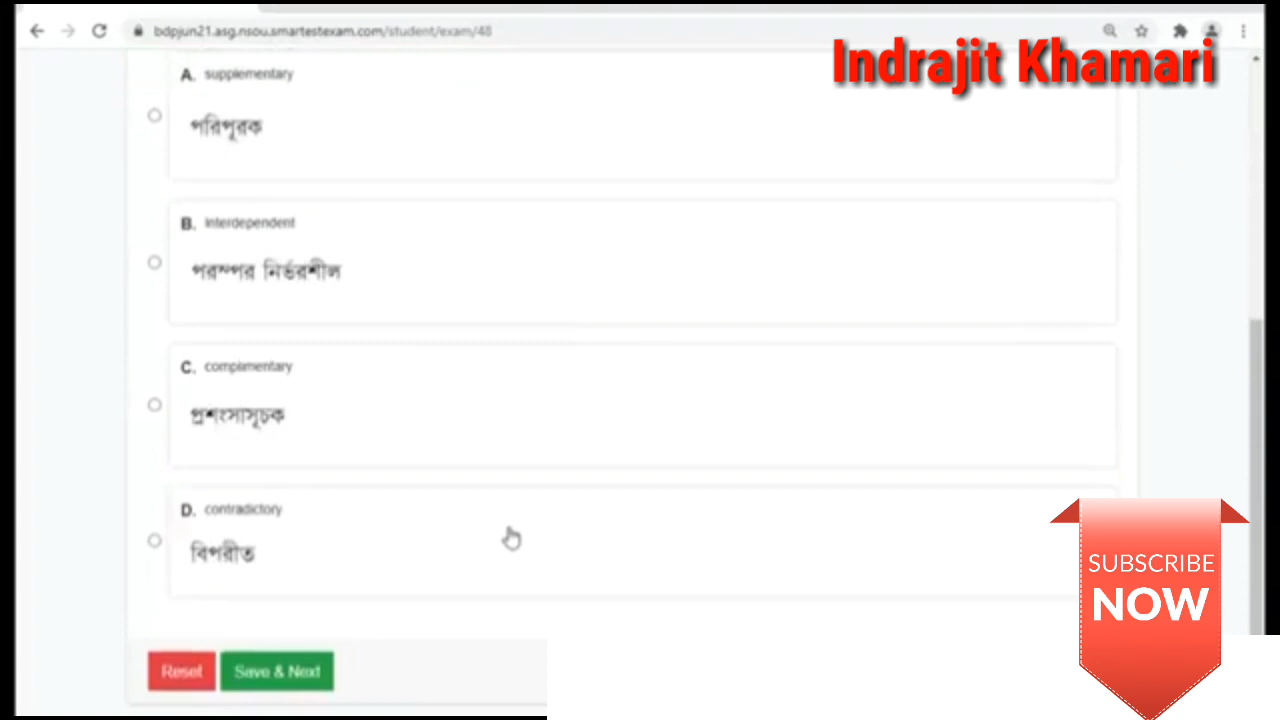 bdpjun21.asg.nsou.smartestexam.com/student/exam/48
Indrajit Khamari
A. supplementary
পরিপূরক
B. Interdependent
পরস্পর নির্ভরশীল
C. complimentary
প্রশংসাসূচক
D. contradictory
বিপরীত
SUBSCRIBE
NOW
Reset Save & Next